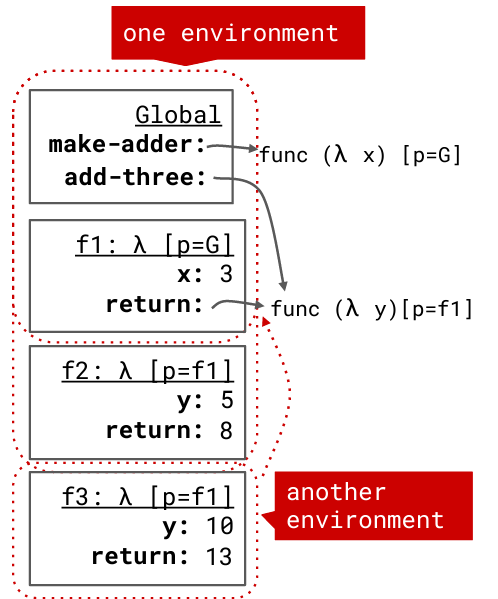 one environment
Global
make-adder:
func (λ x) [p=G]
add-three:
f1: λ [p=G]
x: 3
return:
func (λ y)[p=f1]
f2: λ [p=f1]
y: 5
return: 8
f3: λ [p=f1]
y: 10
return: 13
another
environment